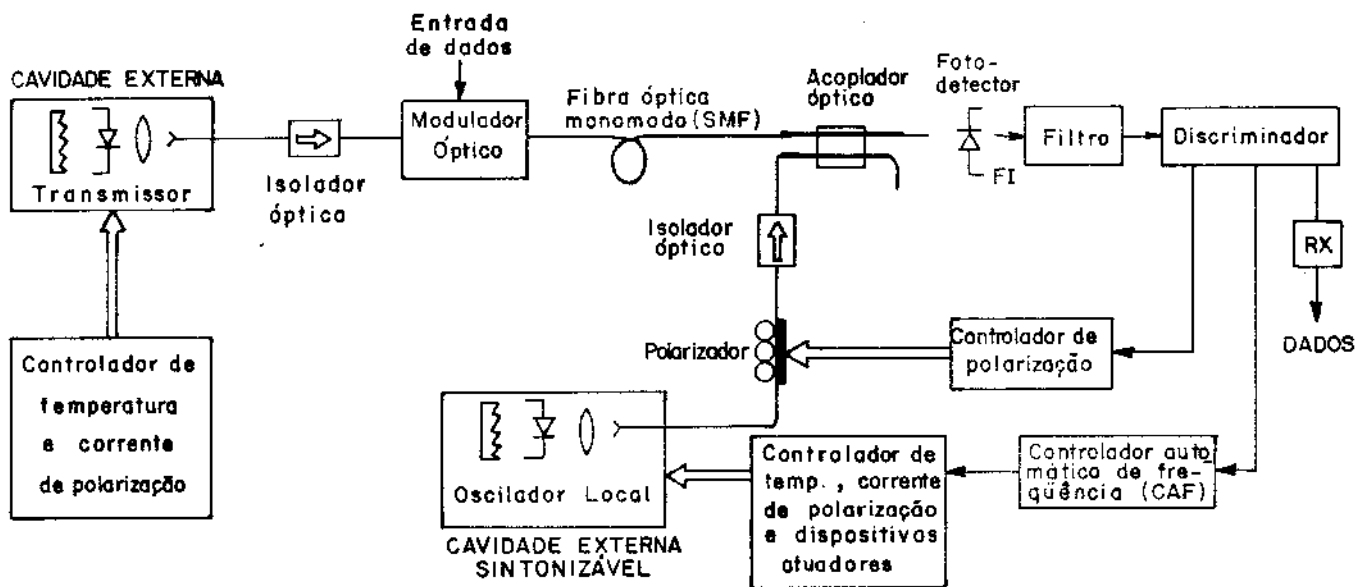 Entrada
de dados
CAVIDADE EXTERNA
Transmissor
Isolador
óptico
Modulador
Óptico
Fibra óptica
monomodo (SMF)
Acoplador
óptico
Foto-
detector
FI
Filtro
Discriminador
RX
DADOS
Isolador
óptico
Polarizador
Controlador de
polarização
Controlador de
temperatura
e corrente
de polarização
Oscilador Local
CAVIDADE EXTERNA
SINTONIZÁVEL
Controlador de
temp., corrente
de polarização
e dispositivos
atuadores
Controlador auto-
mático de fre-
qüência (CAF)